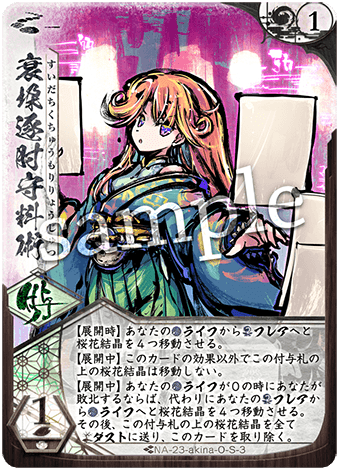 1
すいだちくちゅうもりりょうじゅつ
衰垜逐肘守料術
sample
付与
1
【展開時】あなたのライフからフレアへと
桜花結晶を4つ移動させる。
【展開中】このカードの効果以外でこの付与札の
上の桜花結晶は移動しない。
【展開中】あなたのライフが0の時にあなたが
敗北するならば、代わりにあなたのフレアか
らライフへと桜花結晶を4つ移動させる。
その後、この付与札の上の桜花結晶を全て
ダストに送り、このカードを取り除く。
NA-23-akina-O-S-3